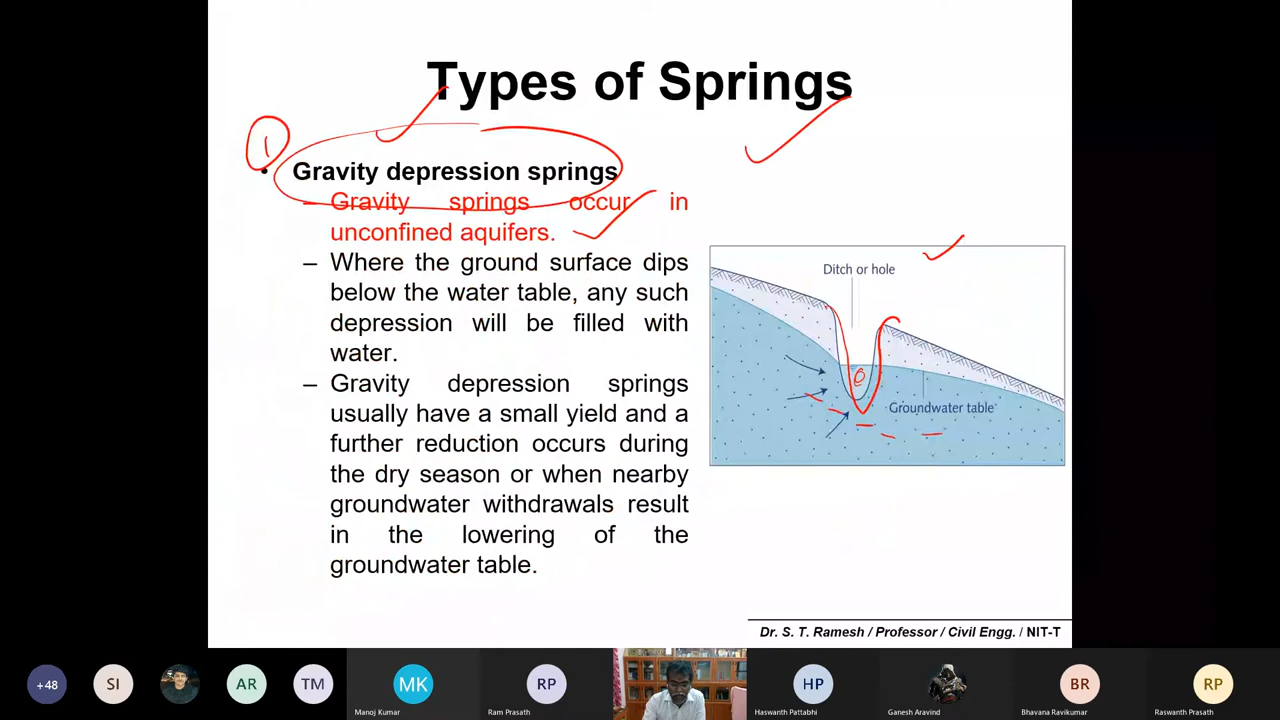 Types of Springs
1
• Gravity depression springs
– Gravity springs occur in
unconfined aquifers.
– Where the ground surface dips
below the water table, any such
depression will be filled with
water.
– Gravity depression springs
usually have a small yield and a
further reduction occurs during
the dry season or when nearby
groundwater withdrawals result
in the lowering of the
groundwater table.
Ditch or hole
Groundwater table
Dr. S. T. Ramesh / Professor / Civil Engg. / NIT-T
+48
SI
AR
TM
MK
RP
HP
BR
RP
Manoj Kumar
Ram Prasath
Haswanth Pattabhi
Ganesh Aravind
Bhavana Ravikumar
Raswanth Prasath